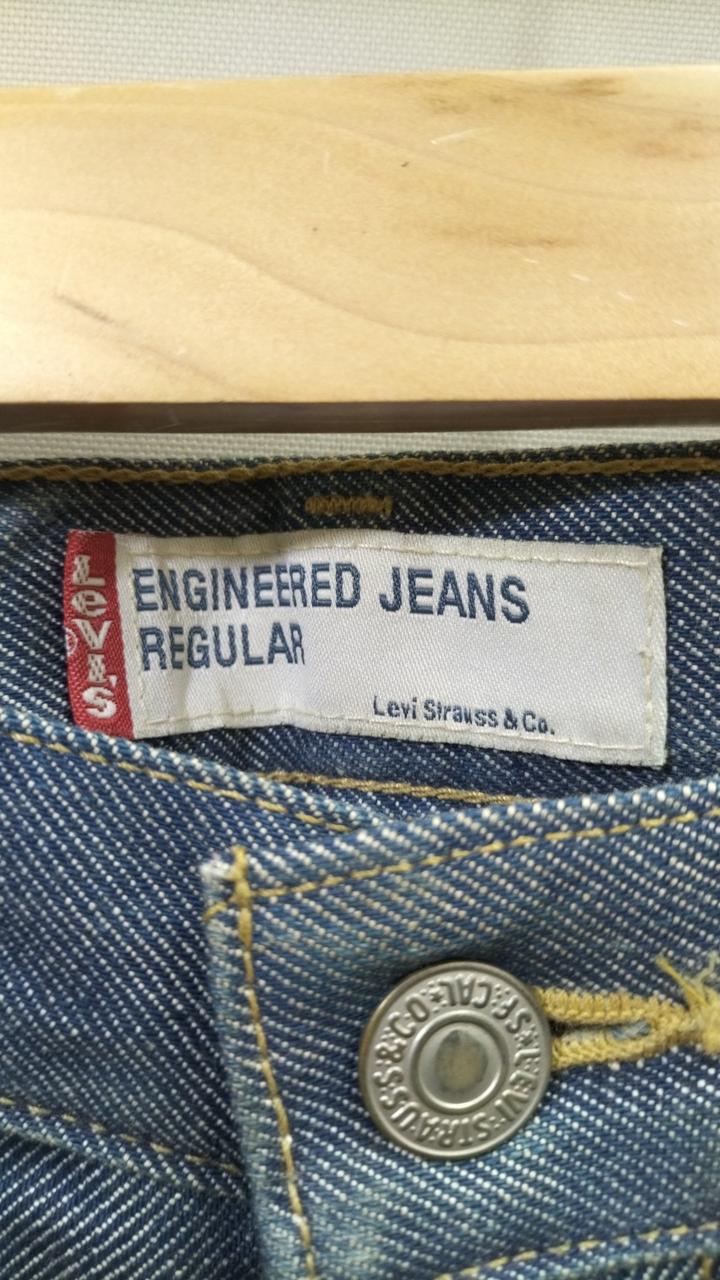 LEVI'S
®
ENGINEERED JEANS
REGULAR
Levi Strauss & Co.
LEVI STRAUSS & CO. S.F. CAL.